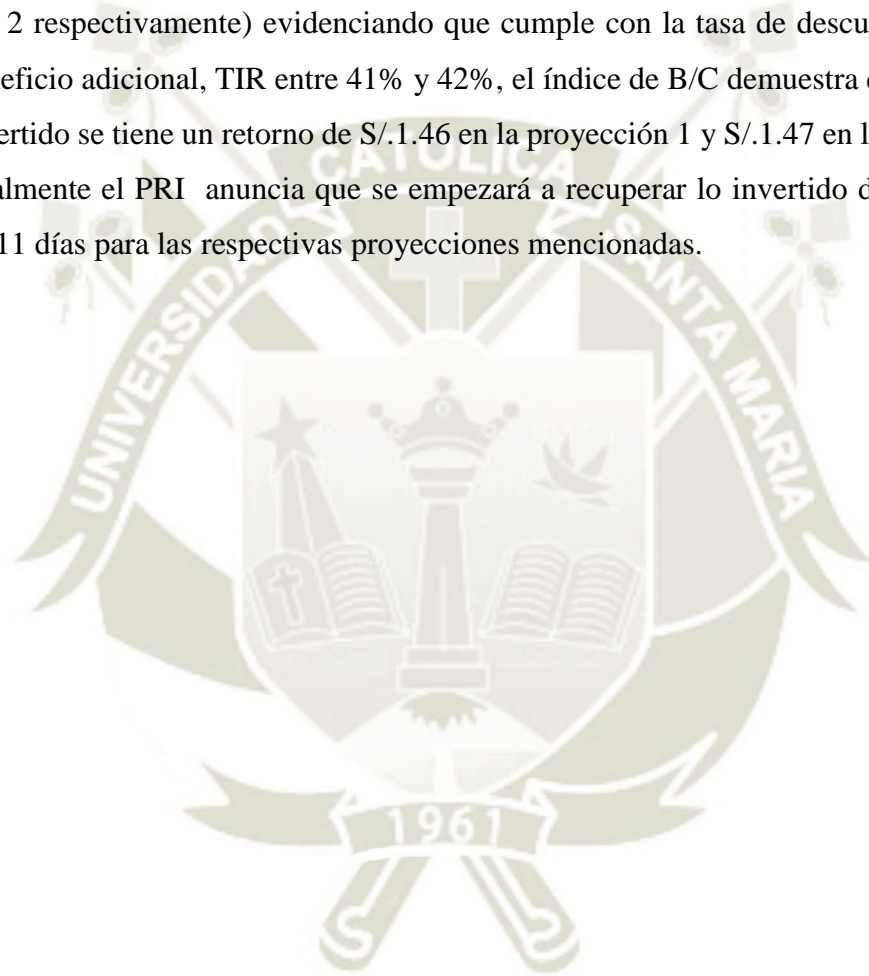 2 respectivamente) evidenciando que cumple con la tasa de descu
eficio adicional, TIR entre 41% y 42%, el índice de B/C demuestra
ertido se tiene un retorno de S/.1.46 en la proyección 1 y S/.1.47 en l
almente el PRI anuncia que se empezará a recuperar lo invertido d
11 días para las respectivas proyecciones mencionadas.
UNIVERSIDAD CATOLICA SANTA MARIA
1961